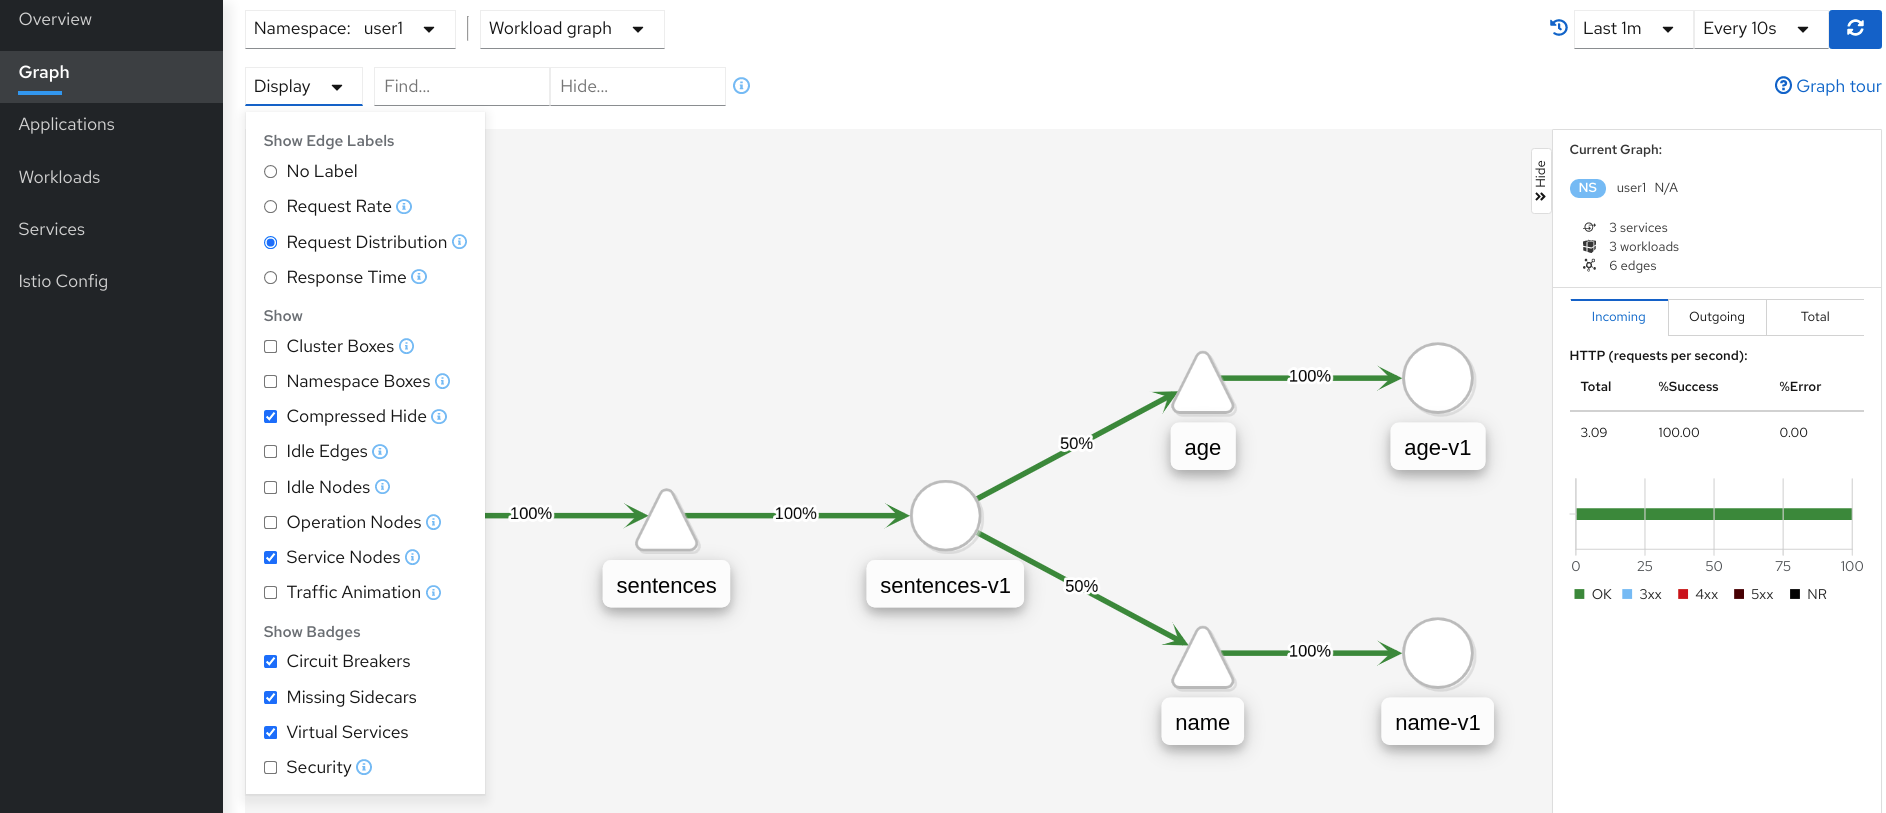 Overview
Graph
Applications
Workloads
Services
Istio Config
Namespace: user1
Workload graph
Last 1m
Every 10s
Display
Find...
Hide...
Graph tour
Show Edge Labels
No Label
Request Rate
Request Distribution
Response Time
Show
Cluster Boxes
Namespace Boxes
Compressed Hide
Idle Edges
Idle Nodes
Operation Nodes
Service Nodes
Traffic Animation
Show Badges
Circuit Breakers
Missing Sidecars
Virtual Services
Security
100%
sentences
100%
sentences-v1
50%
age
100%
age-v1
50%
name
100%
name-v1
Hide
Current Graph:
NS user1 N/A
3 services
3 workloads
6 edges
Incoming Outgoing Total
HTTP (requests per second):
Total %Success %Error
3.09 100.00 0.00
0 25 50 75 100
OK 3xx 4xx 5xx NR